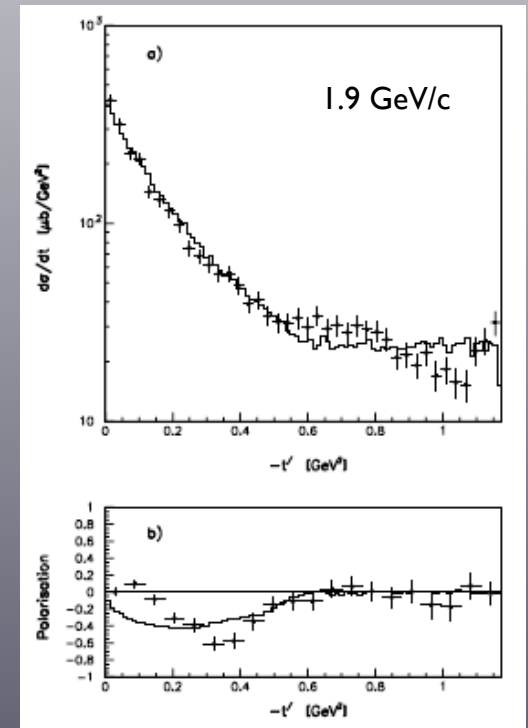 10³
a)
1.9 GeV/c
dσ/dt [μb/GeV²]
10²
10
0 0.2 0.4 0.6 0.8 1
-t′ [GeV²]
b)
Polarisation
1
0.8
0.6
0.4
0.2
0
-0.2
-0.4
-0.6
-0.8
-1
0 0.2 0.4 0.6 0.8 1
-t′ [GeV²]